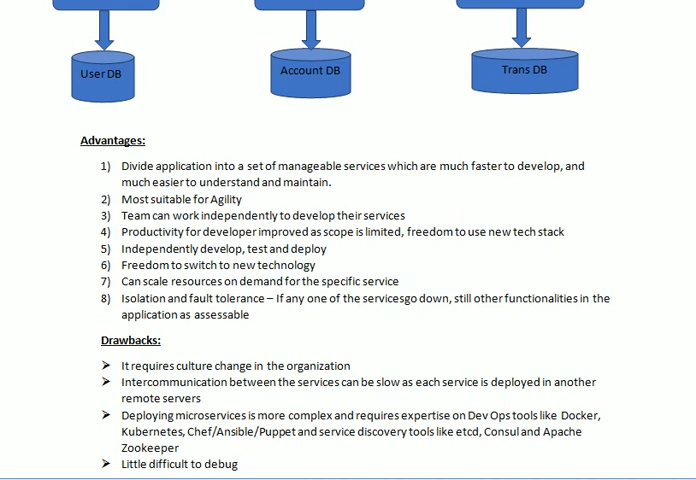 User DB
Account DB
Trans DB
Advantages:
1) Divide application into a set of manageable services which are much faster to develop, and
much easier to understand and maintain.
2) Most suitable for Agility
3) Team can work independently to develop their services
4) Productivity for developer improved as scope is limited, freedom to use new tech stack
5) Independently develop, test and deploy
6) Freedom to switch to new technology
7) Can scale resources on demand for the specific service
8) Isolation and fault tolerance – If any one of the servicesgo down, still other functionalities in the
application as assessable
Drawbacks:
➢ It requires culture change in the organization
➢ Intercommunication between the services can be slow as each service is deployed in another
remote servers
➢ Deploying microservices is more complex and requires expertise on Dev Ops tools like Docker,
Kubernetes, Chef/Ansible/Puppet and service discovery tools like etcd, Consul and Apache
Zookeeper
➢ Little difficult to debug